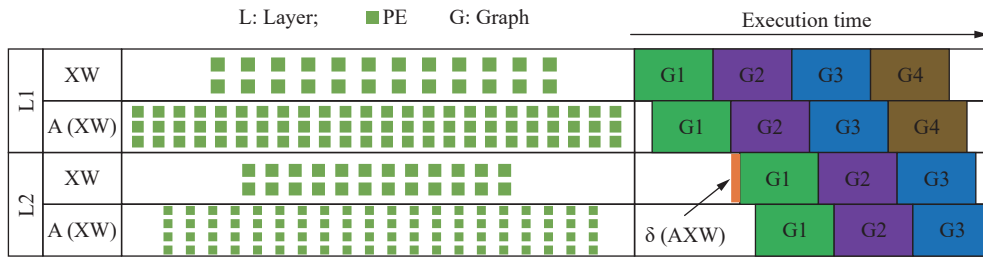 L: Layer; PE G: Graph Execution time
L1 XW G1 G2 G3 G4
A (XW) G1 G2 G3 G4
L2 XW G1 G2 G3
δ (AXW)
A (XW) G1 G2 G3